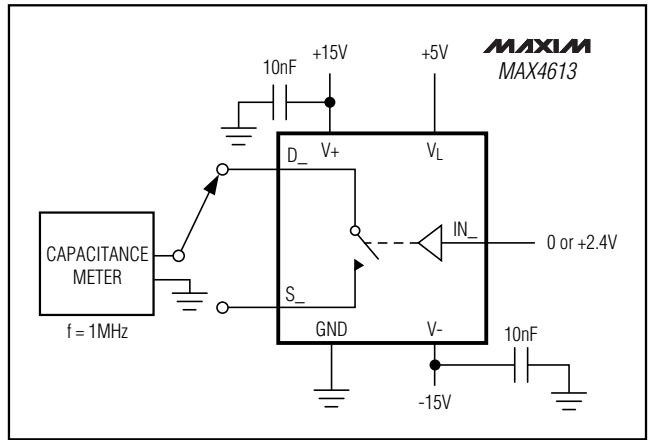 +15V
+5V
MAXIM
MAX4613
10nF
D_
V+
VL
IN_
0 or +2.4V
CAPACITANCE
METER
f = 1MHz
S_
GND
V-
10nF
-15V